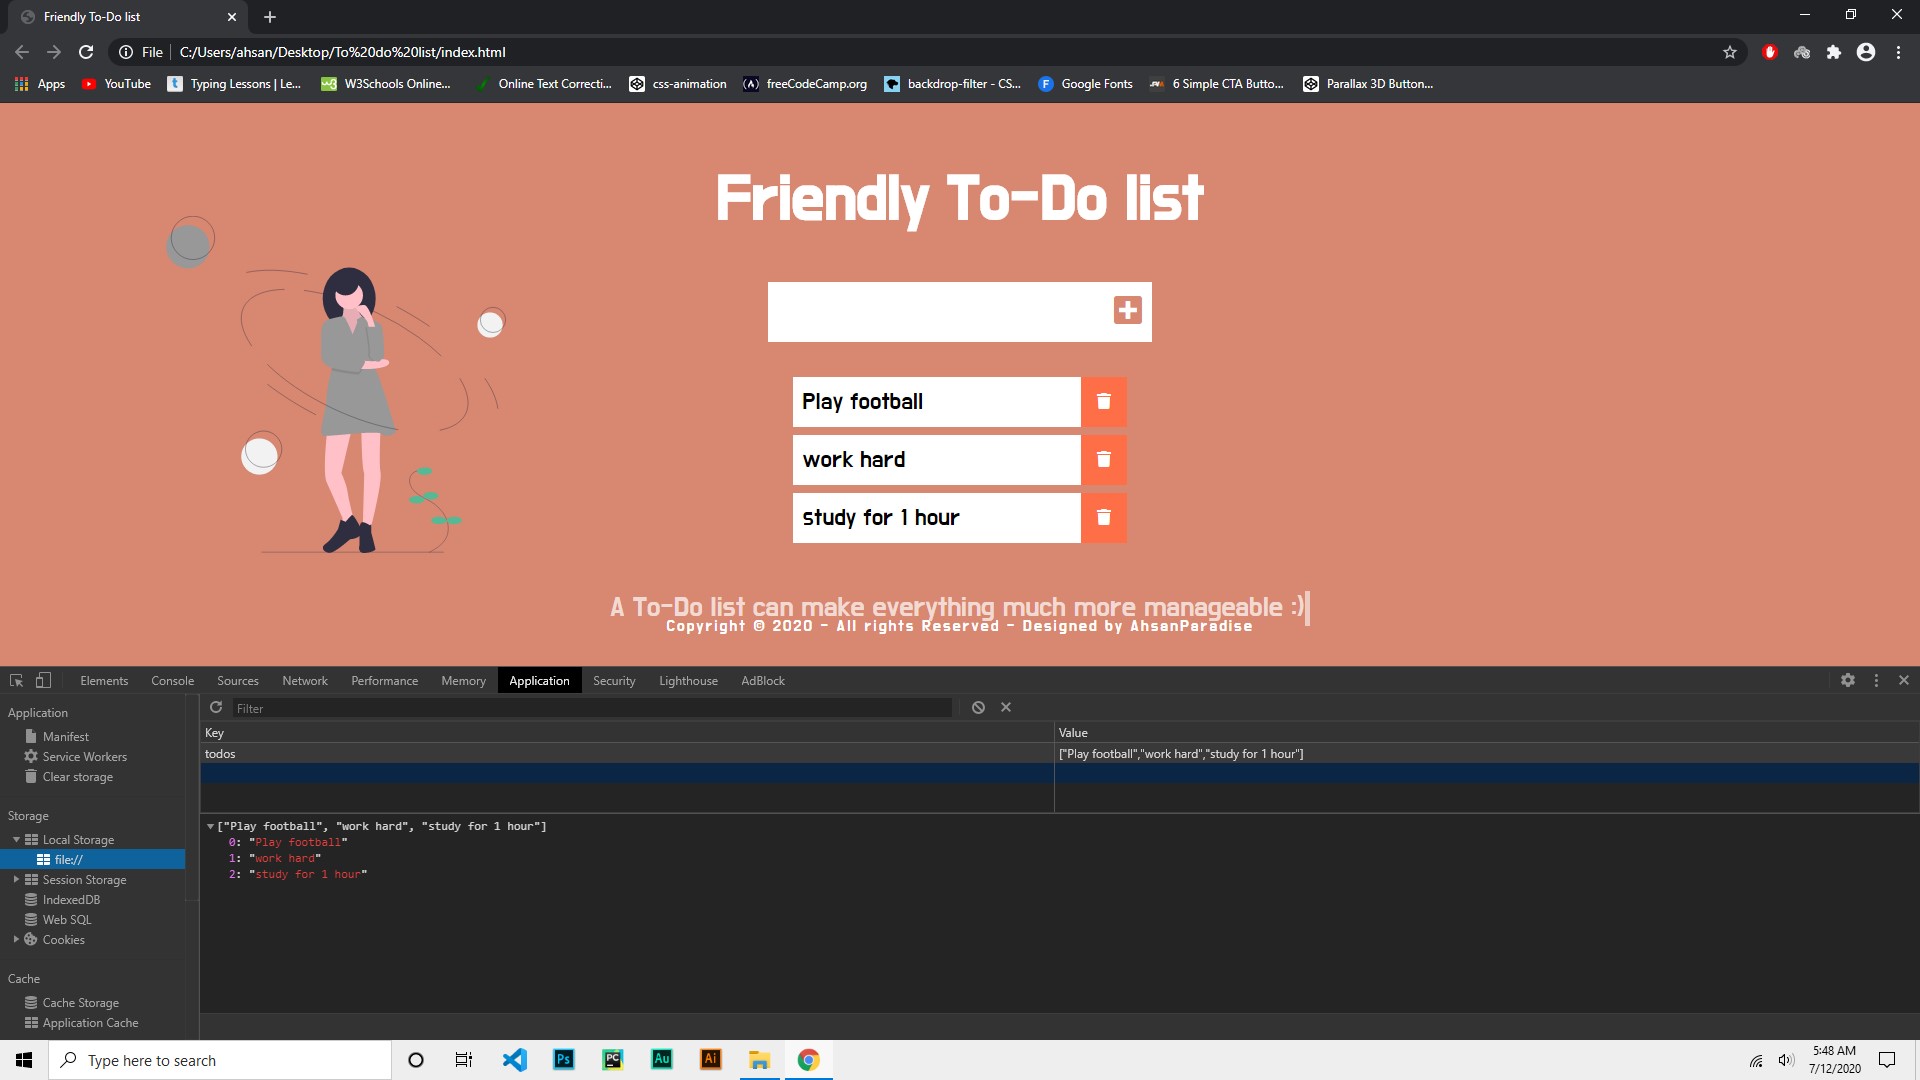 Friendly To-Do list
File C:/Users/ahsan/Desktop/To%20do%20list/index.html
Apps YouTube Typing Lessons | Le... W3Schools Online... Online Text Correcti... css-animation freeCodeCamp.org backdrop-filter - CS... Google Fonts 6 Simple CTA Butto... Parallax 3D Button...
Friendly To-Do list
Play football
work hard
study for 1 hour
A To-Do list can make everything much more manageable :)
Copyright © 2020 - All rights Reserved - Designed by AhsanParadise
Elements Console Sources Network Performance Memory Application Security Lighthouse AdBlock
Application
Manifest
Service Workers
Clear storage
Storage
Local Storage
file://
Session Storage
IndexedDB
Web SQL
Cookies
Cache
Cache Storage
Application Cache
Filter
Key Value
todos ["Play football","work hard","study for 1 hour"]
["Play football", "work hard", "study for 1 hour"]
0: "Play football"
1: "work hard"
2: "study for 1 hour"
Type here to search
Ps PC Au Ai
5:48 AM
7/12/2020